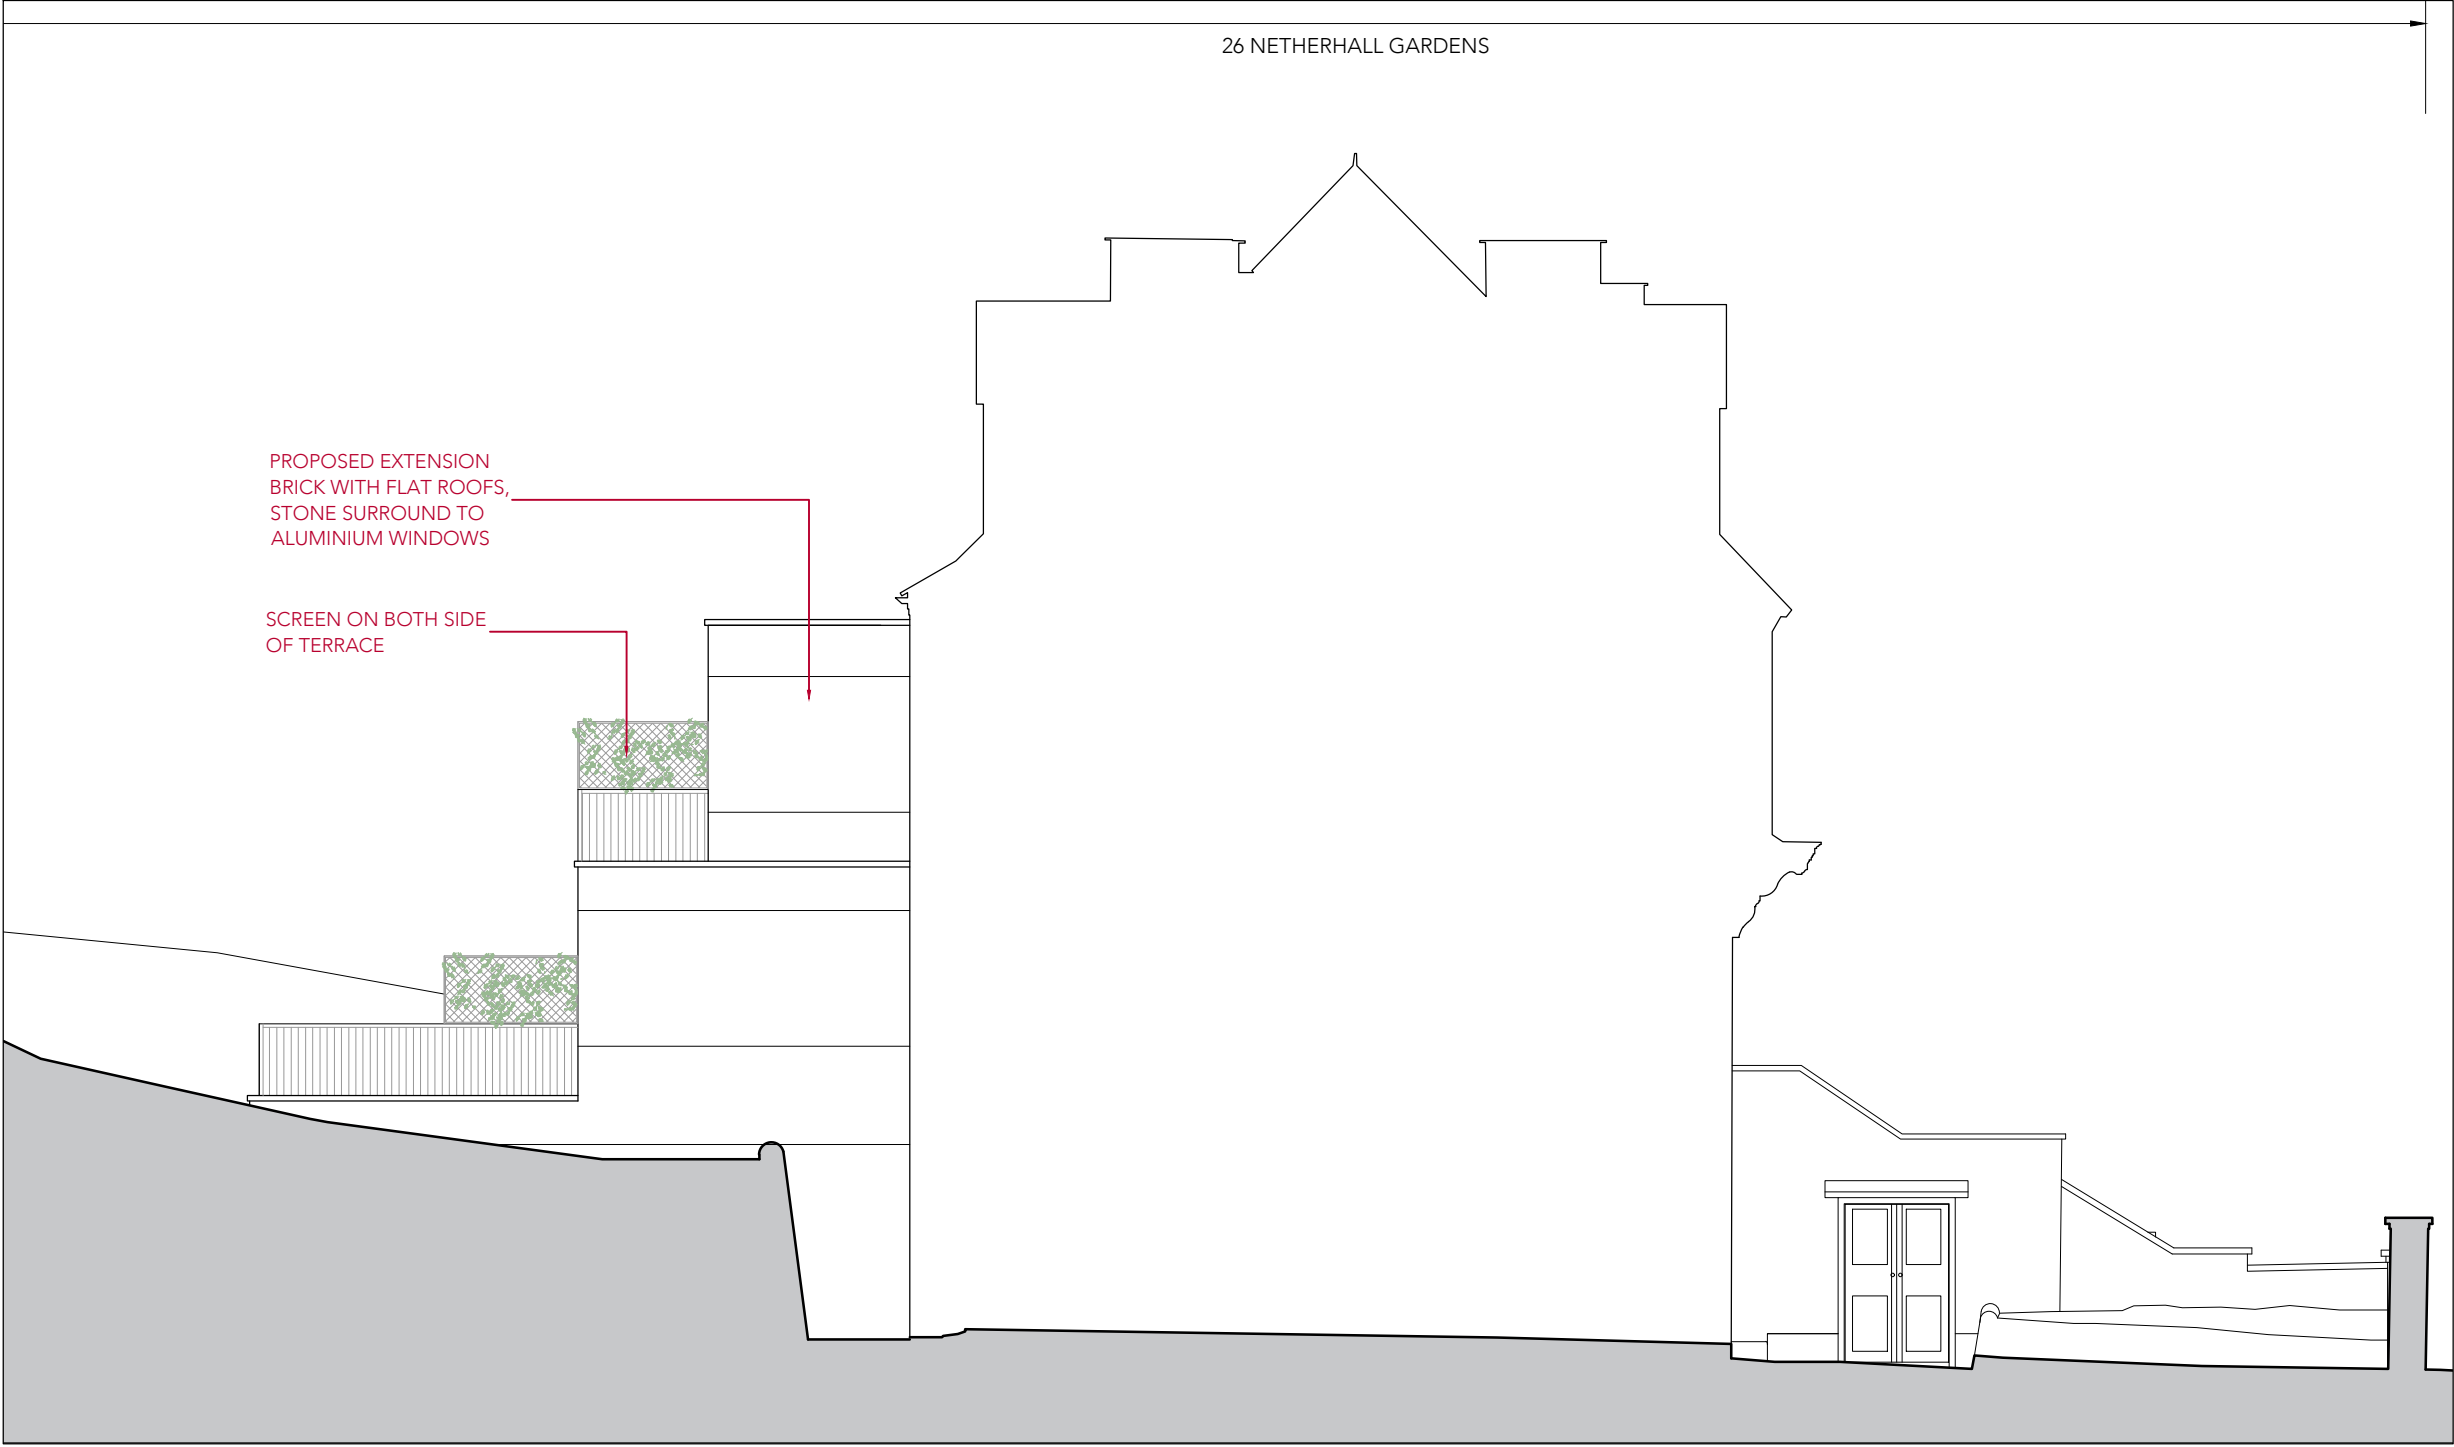 26 NETHERHALL GARDENS
PROPOSED EXTENSION
BRICK WITH FLAT ROOFS,
STONE SURROUND TO
ALUMINIUM WINDOWS
SCREEN ON BOTH SIDE
OF TERRACE